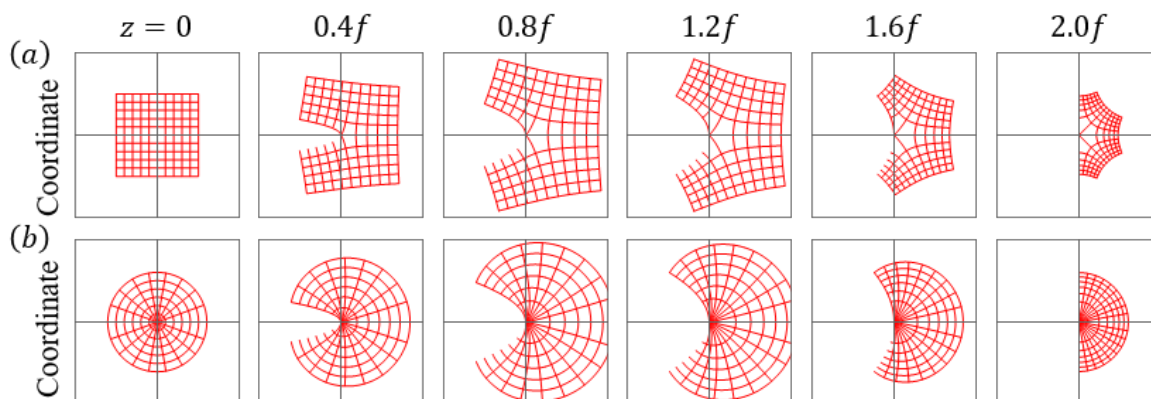 z = 0 0.4f 0.8f 1.2f 1.6f 2.0f
(a)
Coordinate
(b)
Coordinate